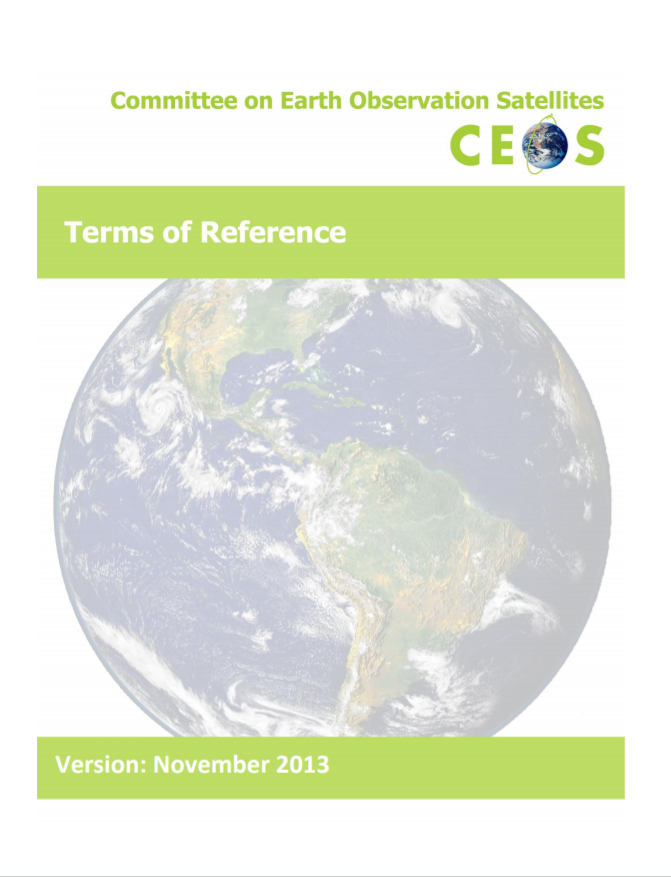 Committee on Earth Observation Satellites
CEOS
Terms of Reference
Version: November 2013